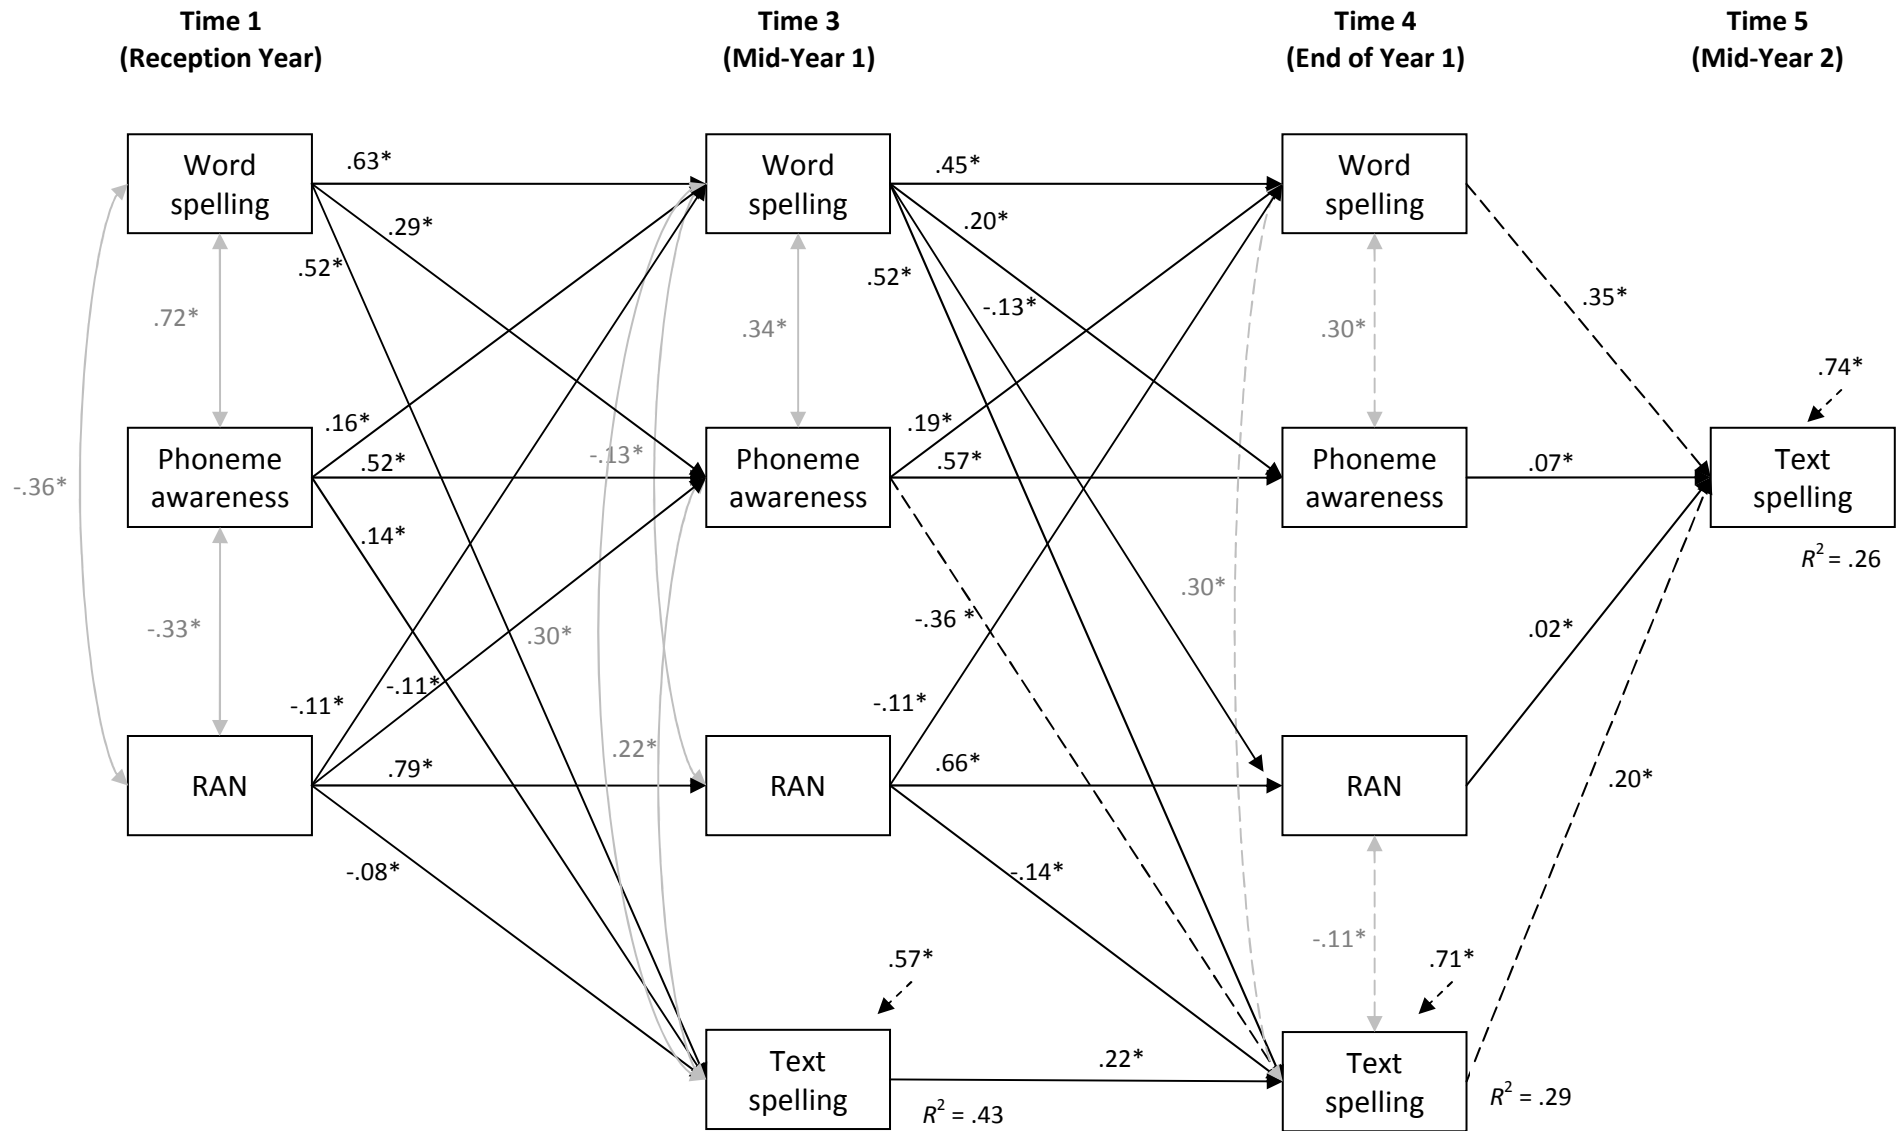 Time 1
(Reception Year)
Time 3
(Mid-Year 1)
Time 4
(End of Year 1)
Time 5
(Mid-Year 2)
Word
spelling
Phoneme
awareness
RAN
-.36*
.72*
-.33*
.63*
.29*
.52*
.16*
.52*
.14*
-.11*
-.11*
.79*
-.08*
-.13*
.30*
.22*
Word
spelling
.34*
Phoneme
awareness
RAN
.57*
Text
spelling
R2 = .43
.45*
.20*
.52*
-.13*
.19*
.57*
-.36 *
-.11*
.66*
-.14*
.22*
.30*
Word
spelling
.30*
Phoneme
awareness
RAN
-.11*
.71*
Text
spelling
R2 = .29
.35*
.07*
.02*
.20*
.74*
Text
spelling
R2 = .26